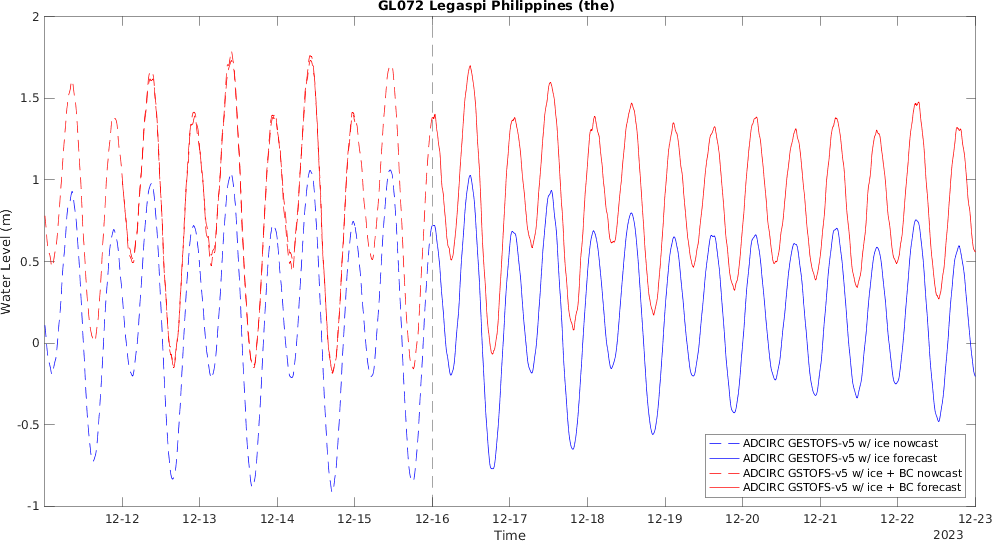 GL072 Legaspi Philippines (the)
2
1.5
1
0.5
0
-0.5
-1
Water Level (m)
12-12
12-13
12-14
12-15
12-16
12-17
12-18
12-19
12-20
12-21
12-22
12-23
Time
2023
ADCIRC GESTOFS-v5 w/ ice nowcast
ADCIRC GESTOFS-v5 w/ ice forecast
ADCIRC GSTOFS-v5 w/ ice + BC nowcast
ADCIRC GSTOFS-v5 w/ ice + BC forecast